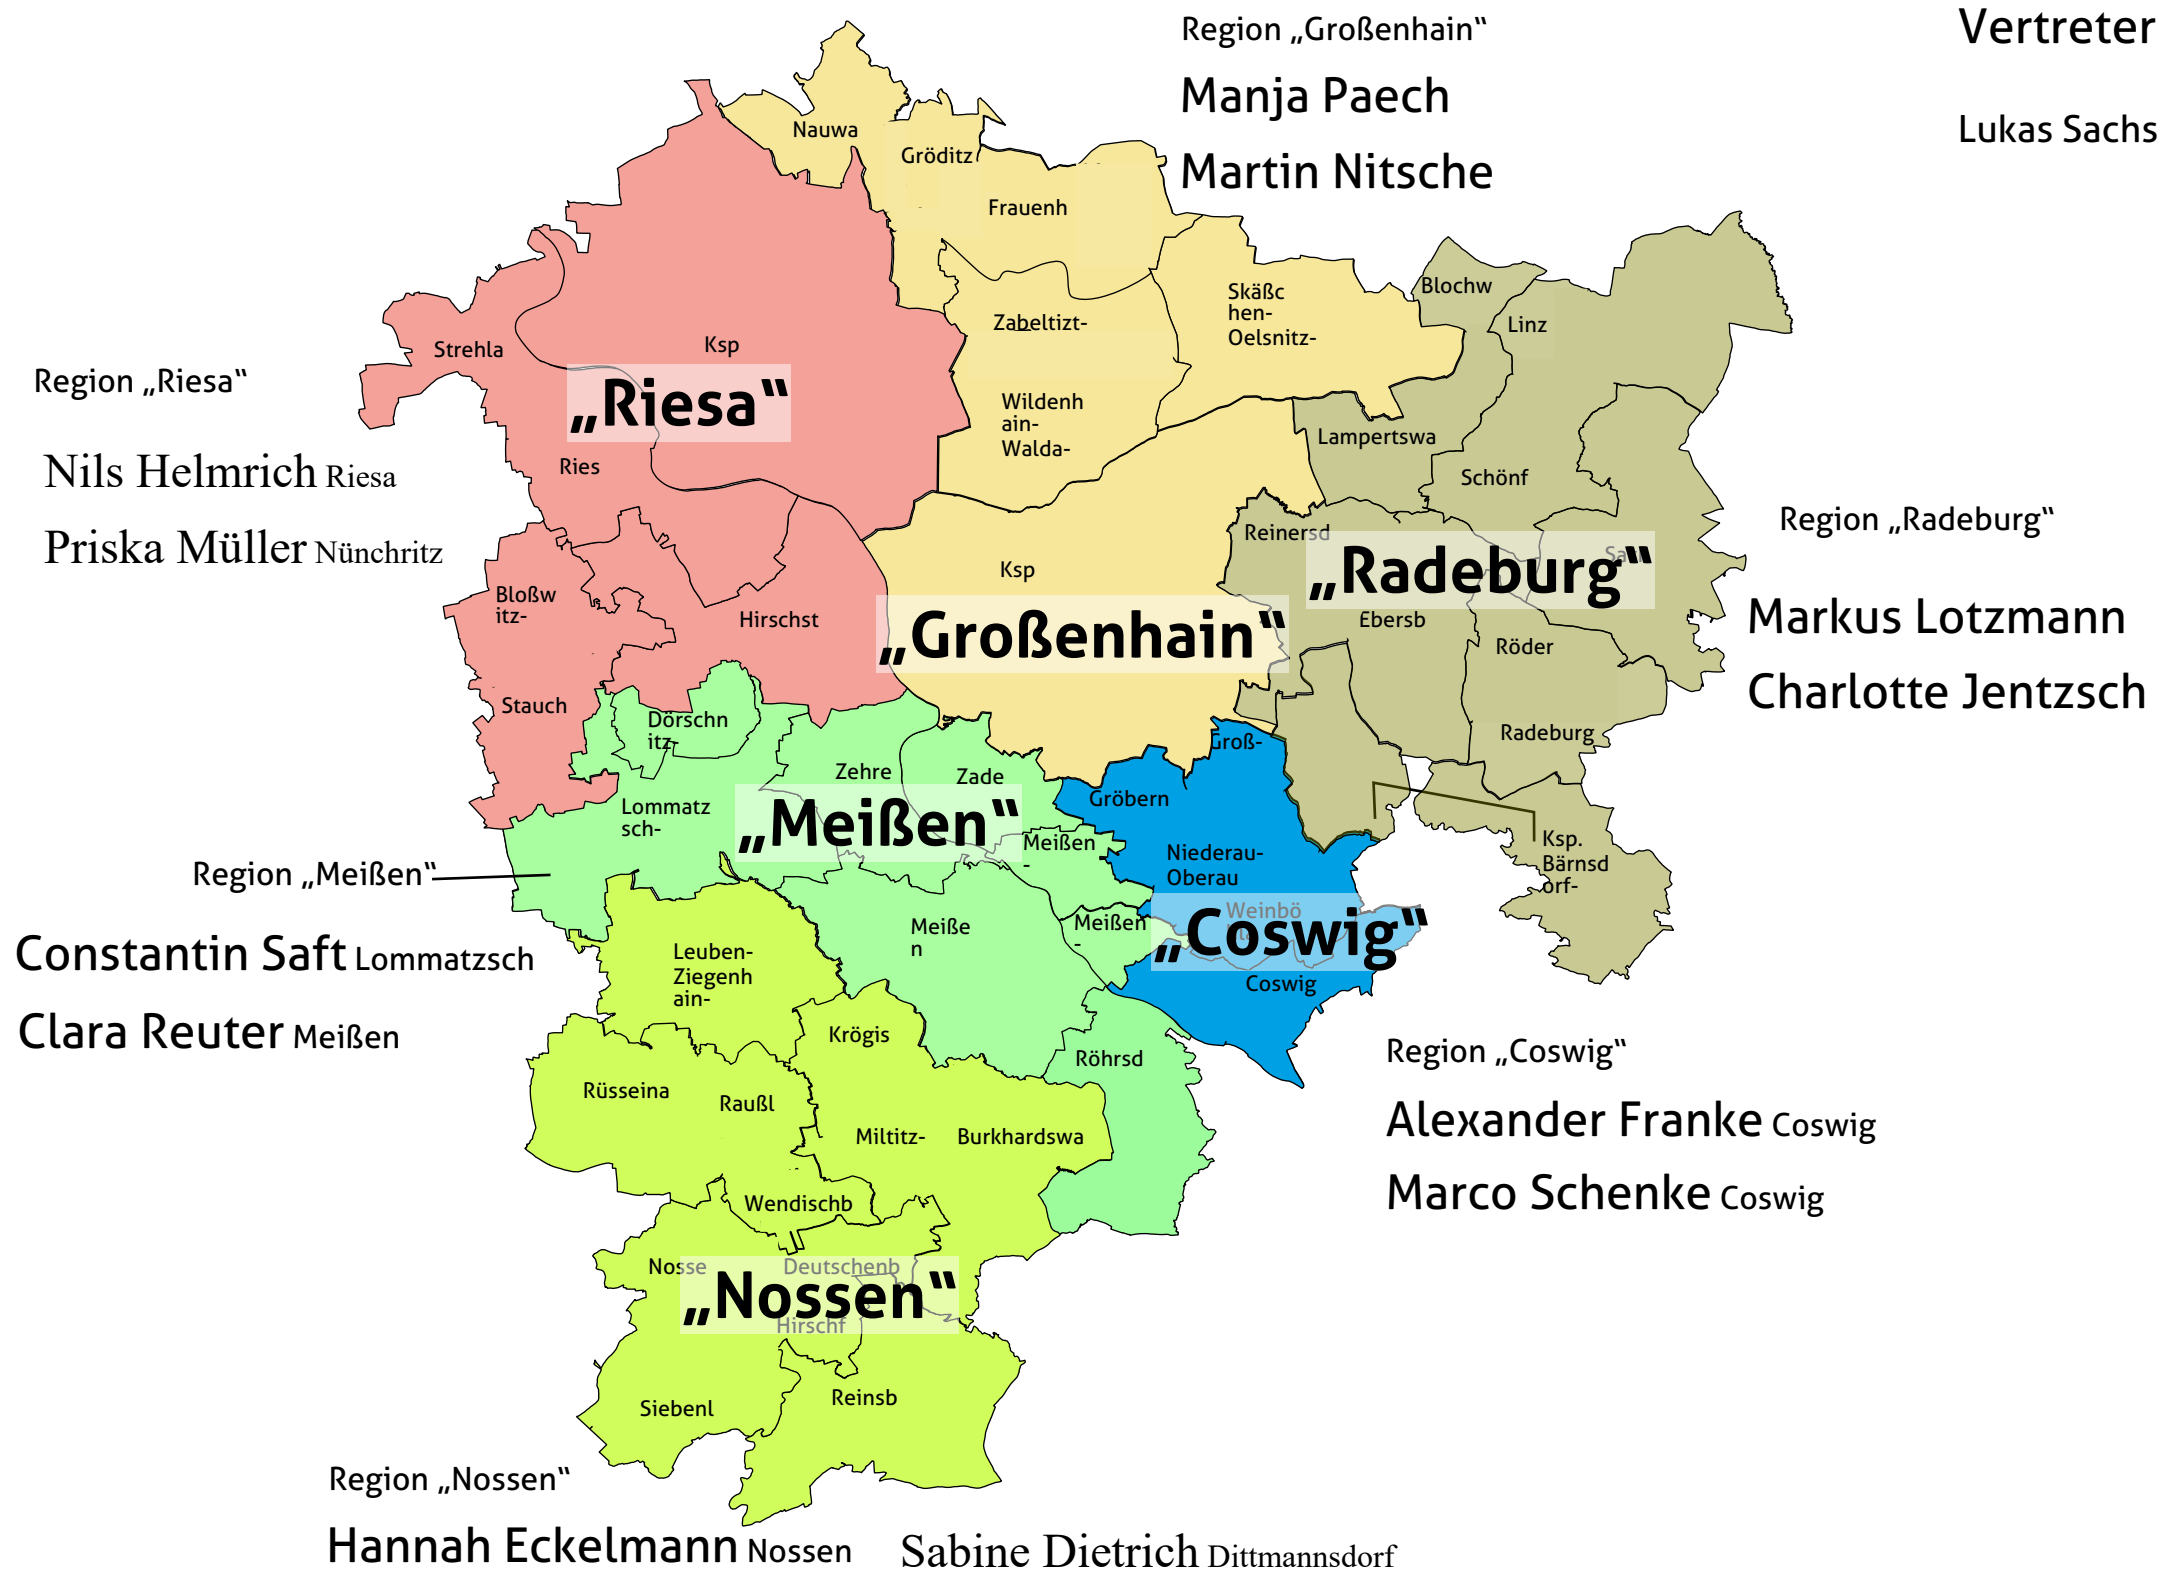 Region „Großenhain“
Manja Paech
Martin Nitsche
Vertreter
Lukas Sachs
Nauwa
Gröditz
Frauenh
Zabeltizt-
Skäßc
hen-
Oelsnitz-
Wildenh
ain-
Walda-
Ksp
„Großenhain“
Blochw
Linz
Lampertswa
Schönf
Reinersd
„Radeburg“
Ebersb
Röder
Radeburg
Ksp.
Bärnsd
orf-
Region „Radeburg“
Markus Lotzmann
Charlotte Jentzsch
Strehla
Ksp
„Riesa“
Ries
Bloßw
itz-
Hirschst
Stauch
Region „Riesa“
Nils Helmrich Riesa
Priska Müller Nünchritz
Dörschn
itz-
Zehre
Zade
Lommatz
sch-
„Meißen“
Meißen
-
Meiße
n
Meißen
-
Röhrsd
Region „Meißen“
Constantin Saft Lommatzsch
Clara Reuter Meißen
Groß-
Gröbern
Niederau-
Oberau
Weinbö
„Coswig“
Coswig
Region „Coswig“
Alexander Franke Coswig
Marco Schenke Coswig
Leuben-
Ziegenh
ain-
Krögis
Rüsseina
Raußl
Miltitz-
Burkhardswa
Wendischb
Nosse
Deutschenb
„Nossen“
Hirschf
Siebenl
Reinsb
Region „Nossen“
Hannah Eckelmann Nossen
Sabine Dietrich Dittmannsdorf